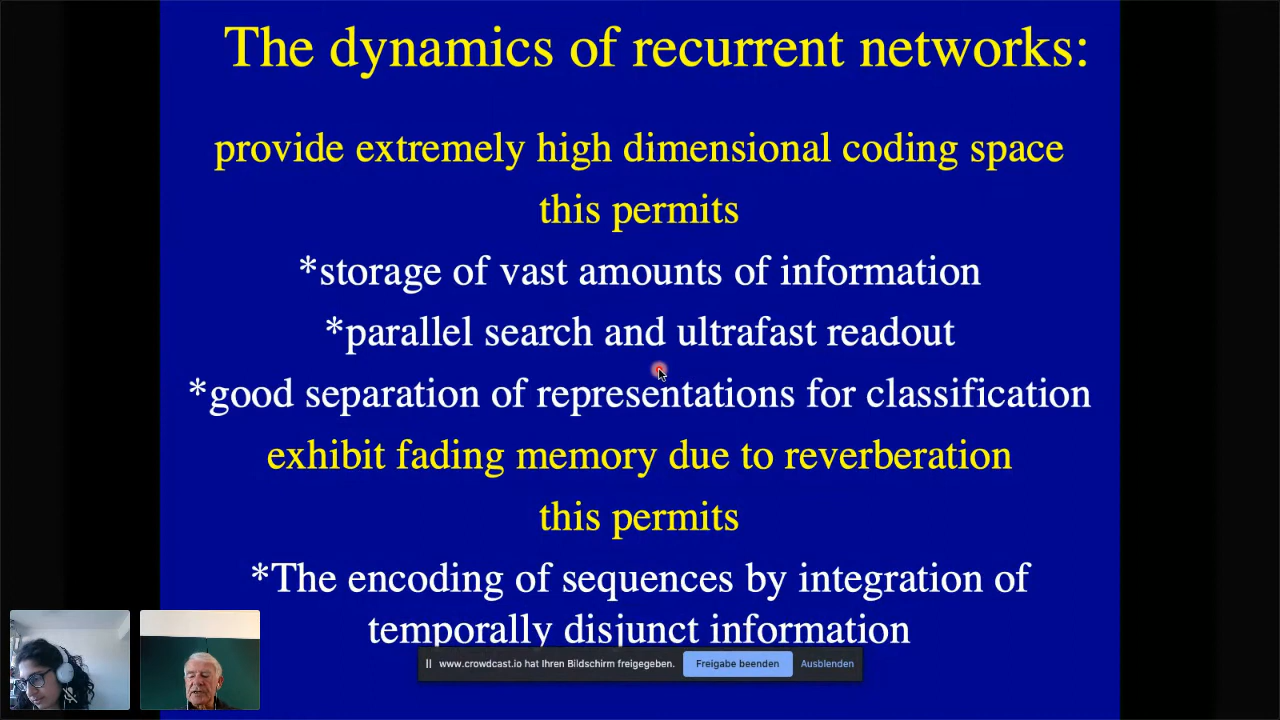 The dynamics of recurrent networks:
provide extremely high dimensional coding space
this permits
*storage of vast amounts of information
*parallel search and ultrafast readout
*good separation of representations for classification
exhibit fading memory due to reverberation
this permits
*The encoding of sequences by integration of
temporally disjunct information
www.crowdcast.io hat Ihren Bildschirm freigegeben. Freigabe beenden Ausblenden